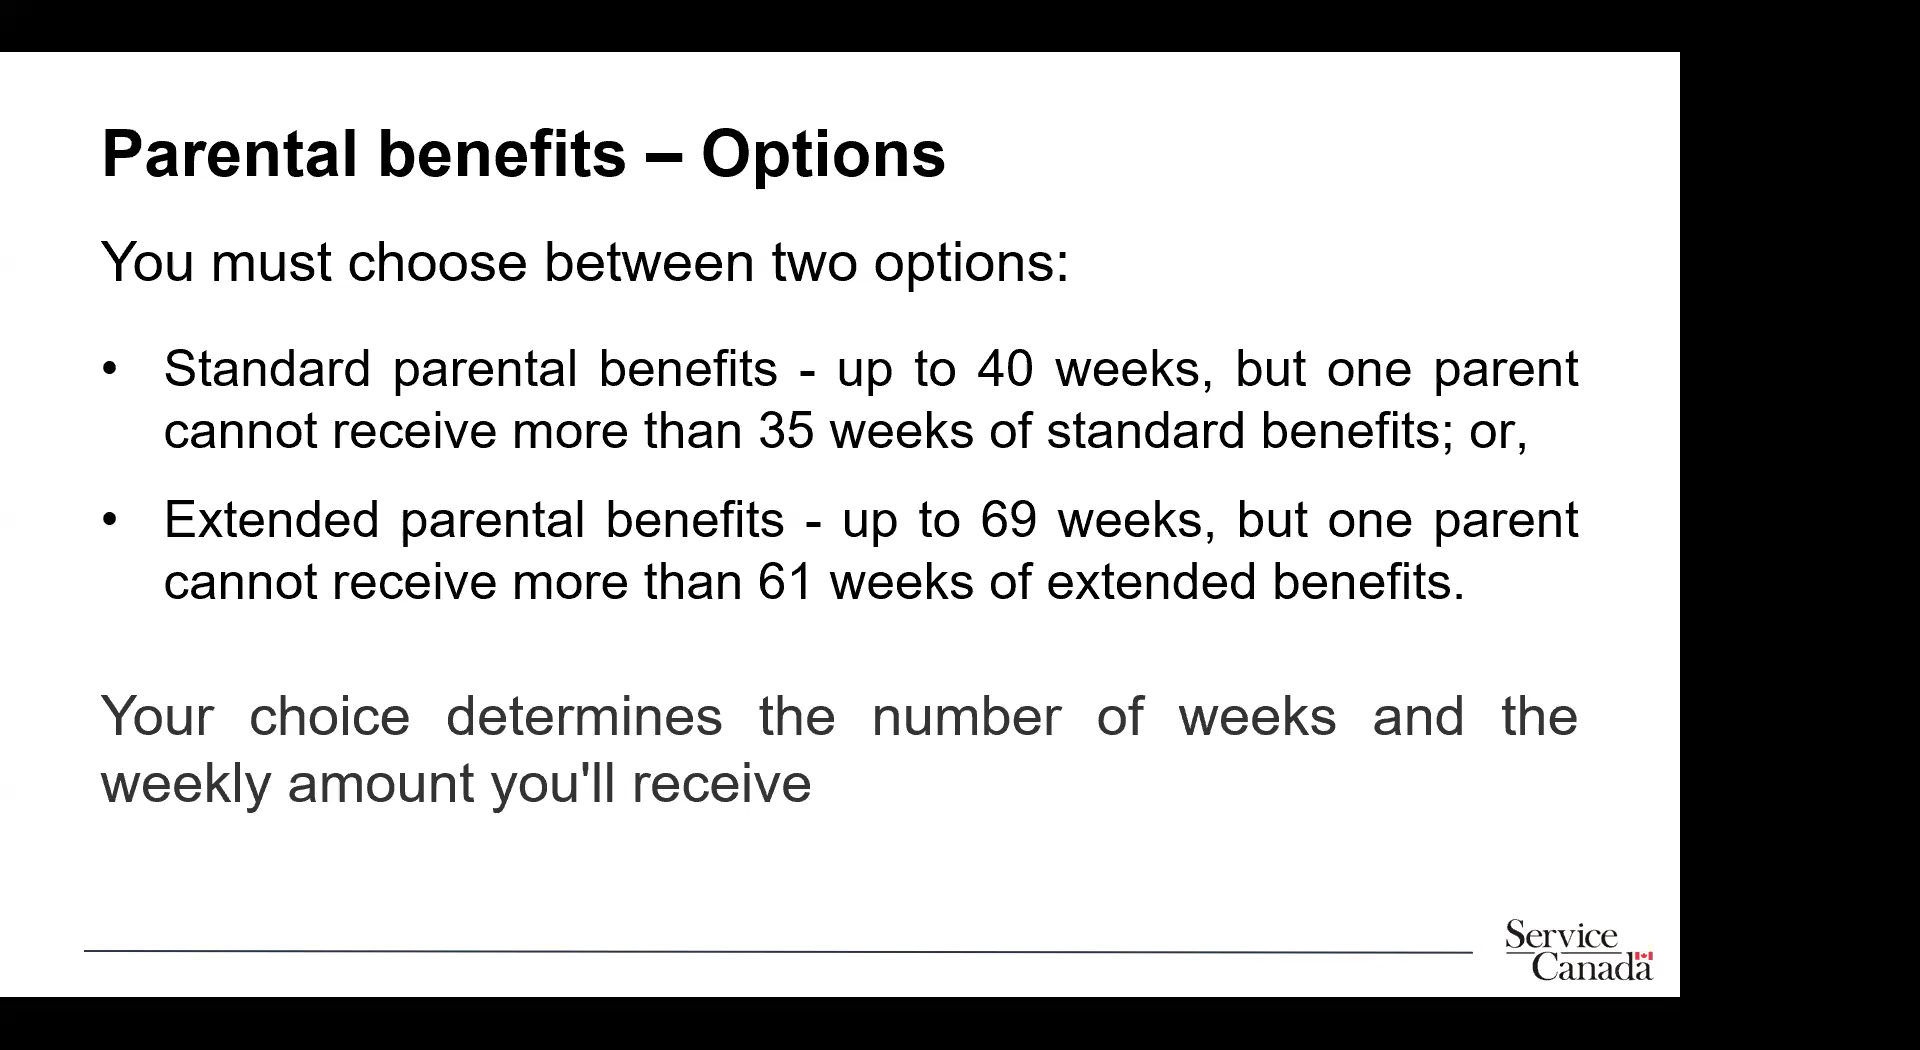 Parental benefits – Options
You must choose between two options:
• Standard parental benefits - up to 40 weeks, but one parent
cannot receive more than 35 weeks of standard benefits; or,
• Extended parental benefits - up to 69 weeks, but one parent
cannot receive more than 61 weeks of extended benefits.
Your choice determines the number of weeks and the
weekly amount you'll receive
Service
Canada